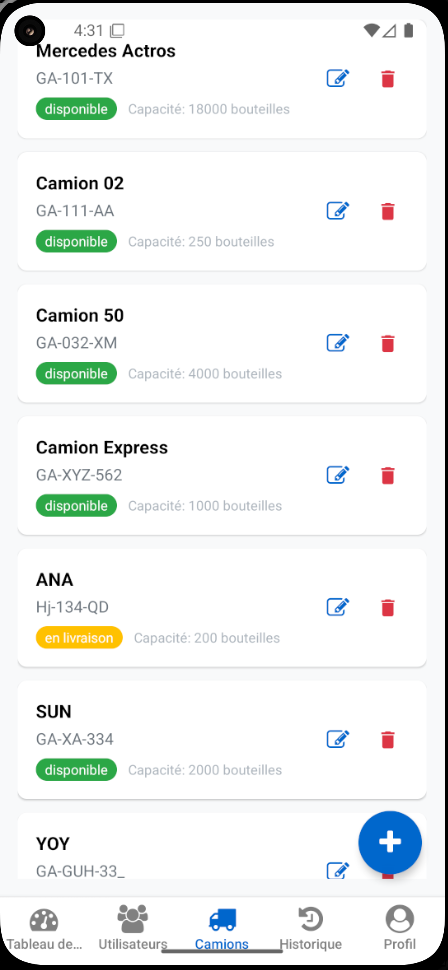 4:31
Mercedes Actros
GA-101-TX
disponible Capacité: 18000 bouteilles
Camion 02
GA-111-AA
disponible Capacité: 250 bouteilles
Camion 50
GA-032-XM
disponible Capacité: 4000 bouteilles
Camion Express
GA-XYZ-562
disponible Capacité: 1000 bouteilles
ANA
Hj-134-QD
en livraison Capacité: 200 bouteilles
SUN
GA-XA-334
disponible Capacité: 2000 bouteilles
YOY
GA-GUH-33_
Tableau de... Utilisateurs Camions Historique Profil